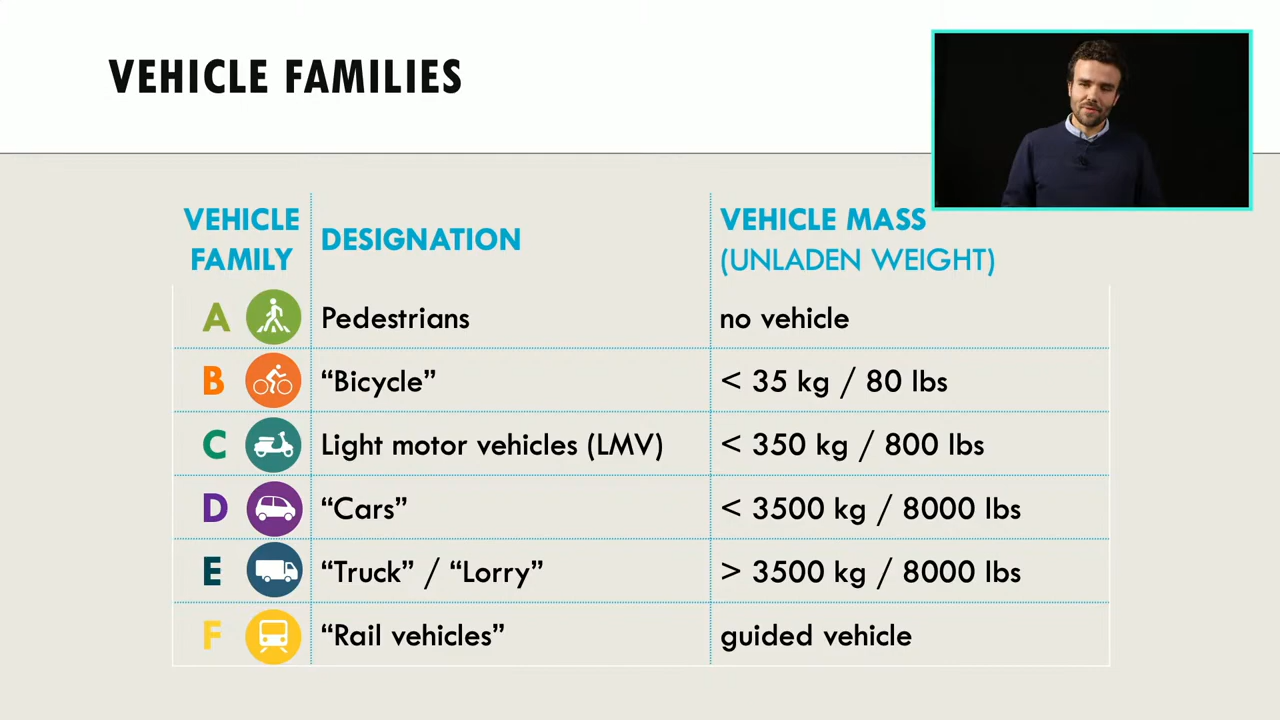 VEHICLE FAMILIES
VEHICLE
FAMILY
DESIGNATION
VEHICLE MASS
(UNLADEN WEIGHT)
A Pedestrians no vehicle
B “Bicycle” < 35 kg / 80 lbs
C Light motor vehicles (LMV) < 350 kg / 800 lbs
D “Cars” < 3500 kg / 8000 lbs
E “Truck” / “Lorry” > 3500 kg / 8000 lbs
F “Rail vehicles” guided vehicle